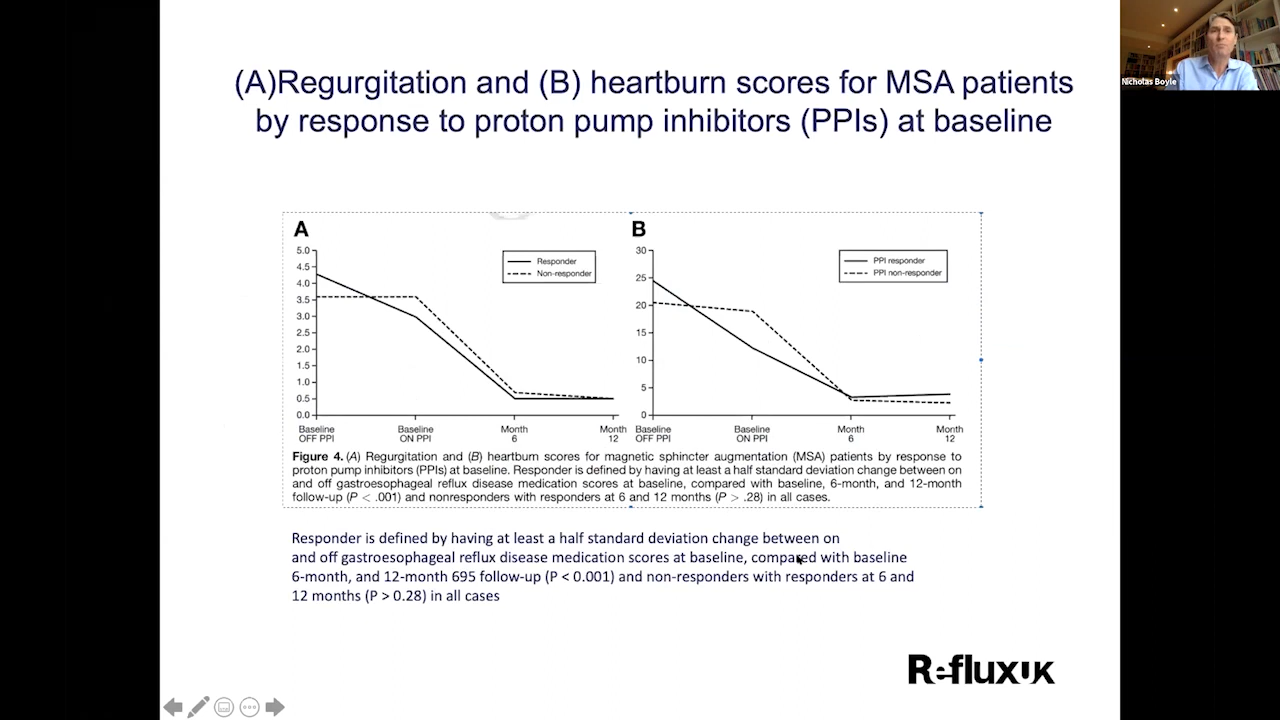 (A)Regurgitation and (B) heartburn scores for MSA patients
by response to proton pump inhibitors (PPIs) at baseline
Nicholas Boyle
A
5.0
4.5
4.0
3.5
3.0
2.5
2.0
1.5
1.0
0.5
0.0
Responder
Non-responder
Baseline
OFF PPI
Baseline
ON PPI
Month
6
Month
12
B
30
25
20
15
10
5
0
PPI responder
PPI non-responder
Baseline
OFF PPI
Baseline
ON PPI
Month
6
Month
12
Figure 4. (A) Regurgitation and (B) heartburn scores for magnetic sphincter augmentation (MSA) patients by response to
proton pump inhibitors (PPIs) at baseline. Responder is defined by having at least a half standard deviation change between on
and off gastroesophageal reflux disease medication scores at baseline, compared with baseline, 6-month, and 12-month
follow-up (P < .001) and nonresponders with responders at 6 and 12 months (P > .28) in all cases.
Responder is defined by having at least a half standard deviation change between on
and off gastroesophageal reflux disease medication scores at baseline, compared with baseline
6-month, and 12-month 695 follow-up (P < 0.001) and non-responders with responders at 6 and
12 months (P > 0.28) in all cases
RefluxUK